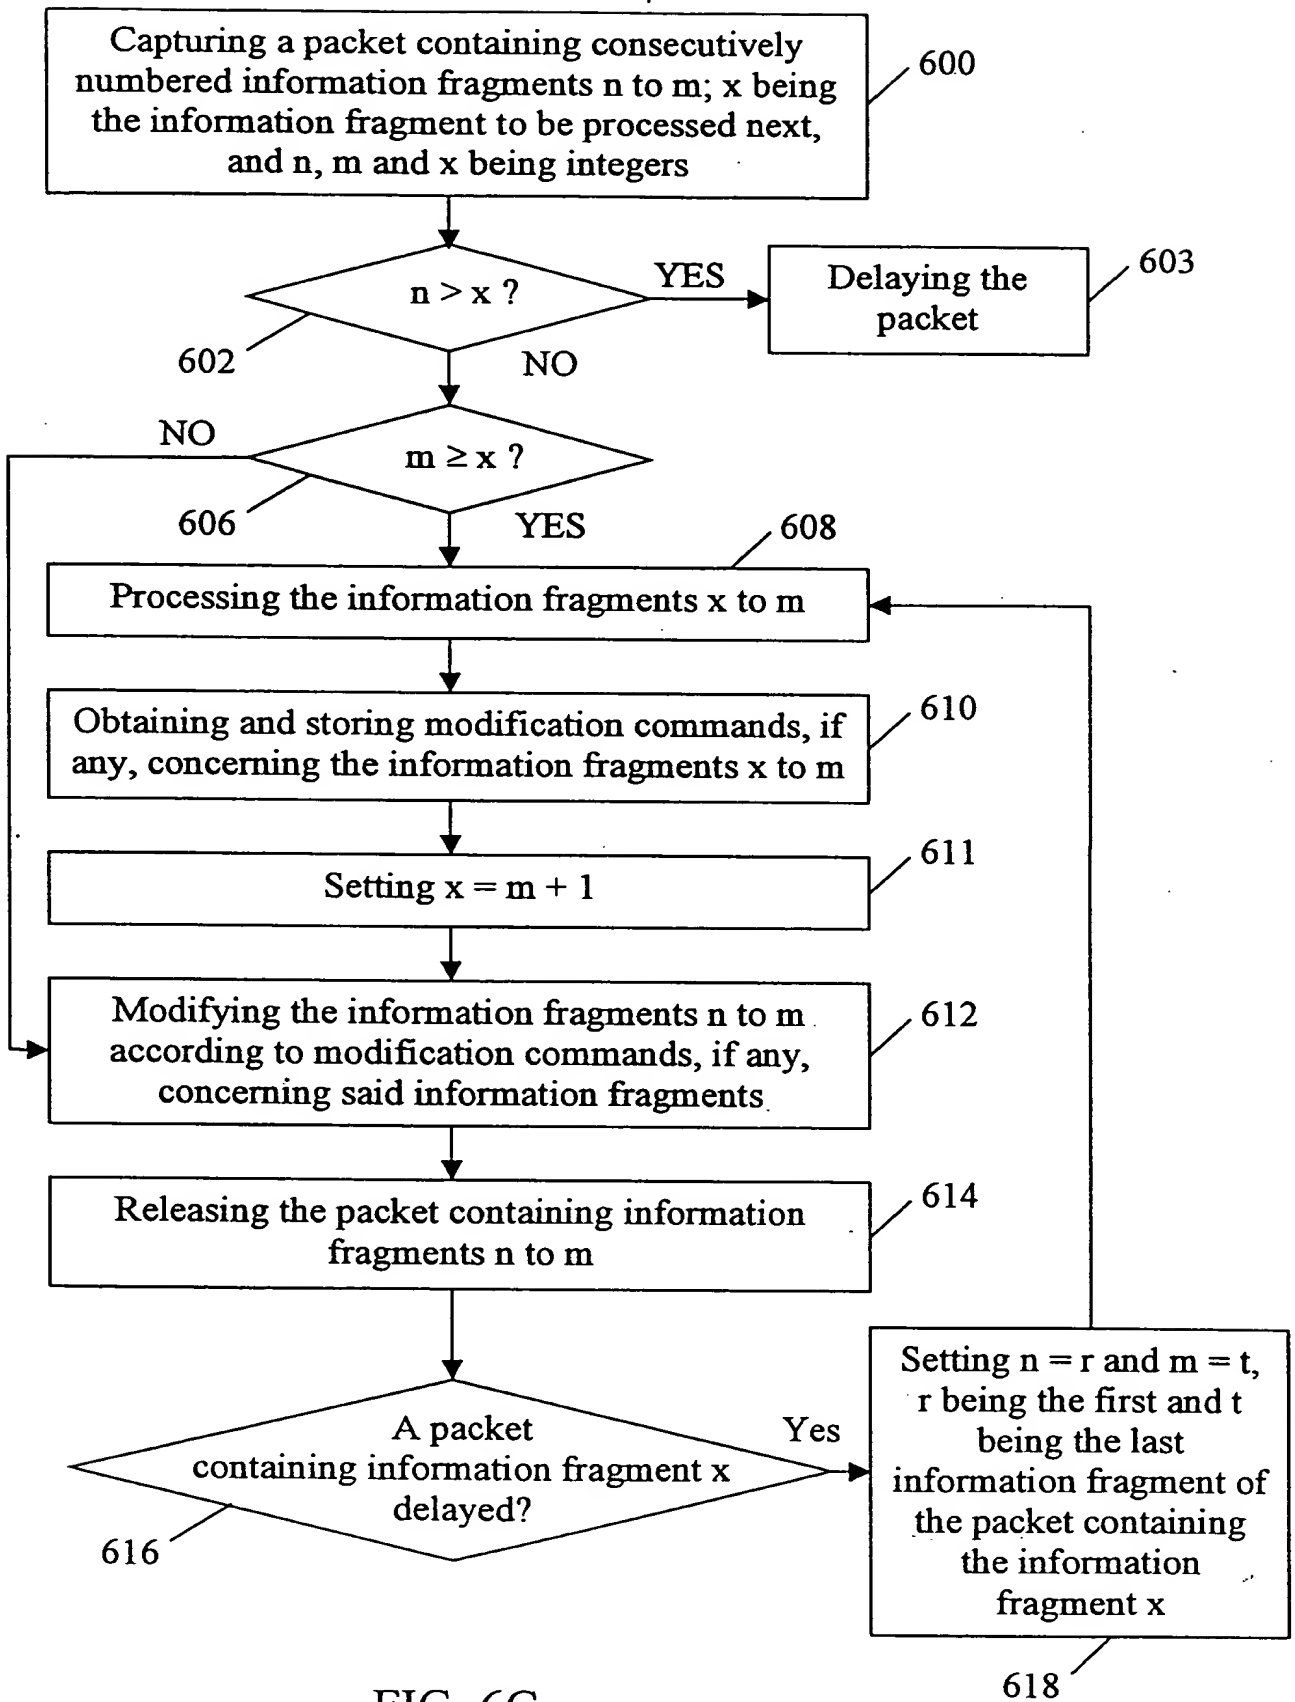 Capturing a packet containing consecutively
numbered information fragments n to m; x being
the information fragment to be processed next,
and n, m and x being integers
600
n > x ?
YES
Delaying the
packet
603
602
NO
NO
m ≥ x ?
606
YES
608
Processing the information fragments x to m
610
Obtaining and storing modification commands, if
any, concerning the information fragments x to m
611
Setting x = m + 1
612
Modifying the information fragments n to m
according to modification commands, if any,
concerning said information fragments
614
Releasing the packet containing information
fragments n to m
A packet
containing information fragment x
delayed?
Yes
616
Setting n = r and m = t,
r being the first and t
being the last
information fragment of
the packet containing
the information
fragment x
618
FIG. 6C